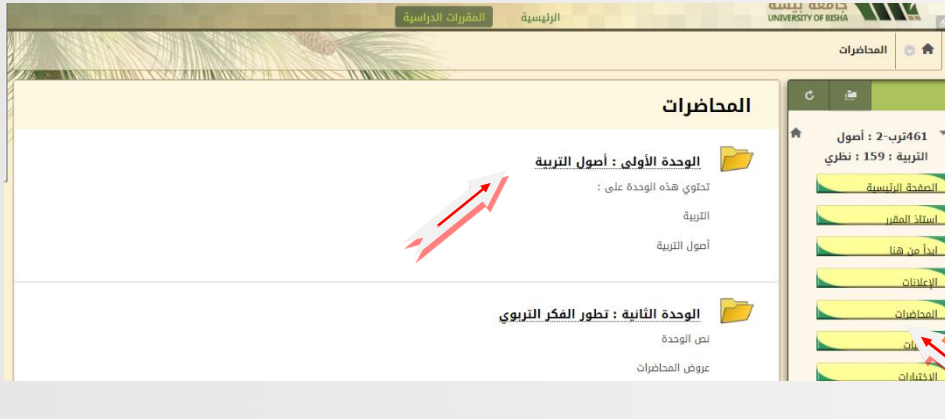 جامعة بيشة
UNIVERSITY OF BISHA
الرئيسية
المقررات الدراسية
المحاضرات
المحاضرات
461ترب-2 : أصول
التربية : 159 : نظري
الصفحة الرئيسية
استاذ المقرر
ابدأ من هنا
الإعلانات
المحاضرات
الاختبارات
الوحدة الأولى : أصول التربية
تحتوي هذه الوحدة على :
التربية
أصول التربية
الوحدة الثانية : تطور الفكر التربوي
نص الوحدة
عروض المحاضرات